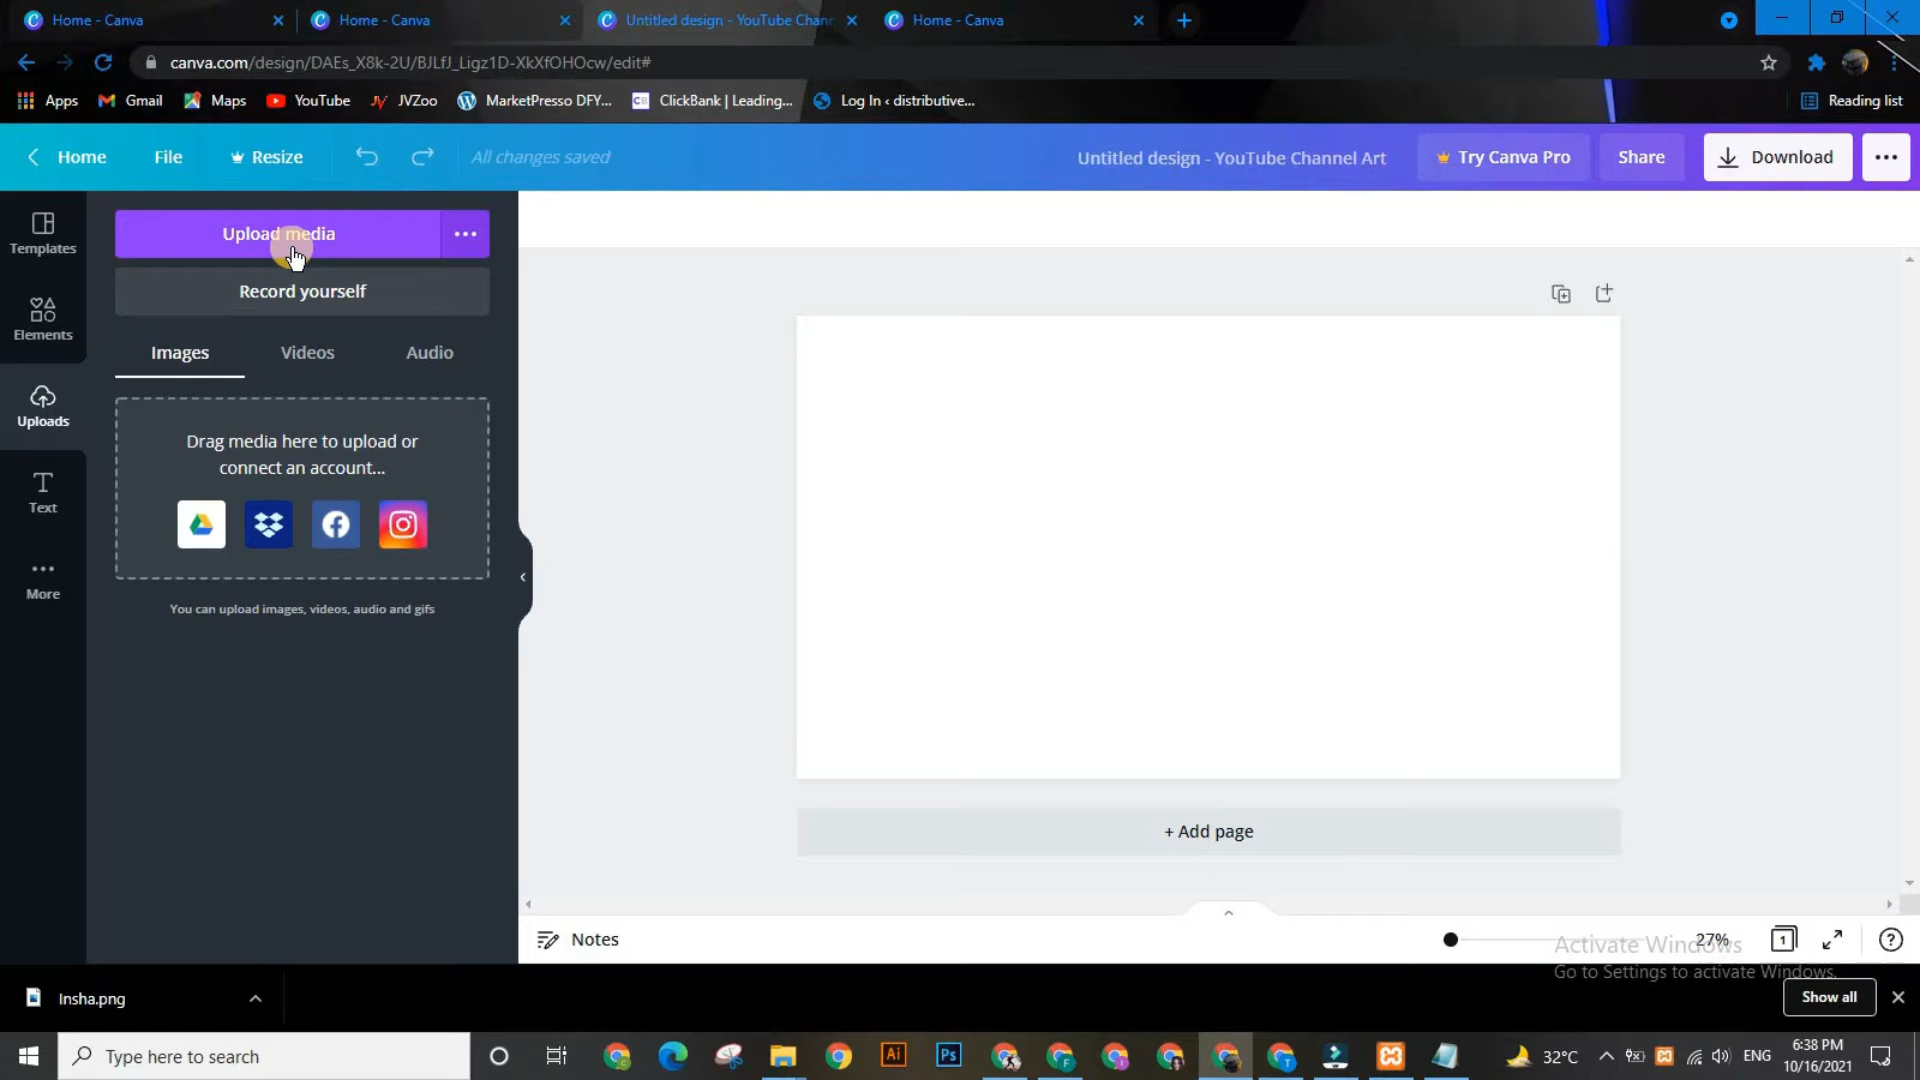 Home - Canva
Home - Canva
Untitled design - YouTube Chann
Home - Canva
canva.com/design/DAEs_X8k-2U/BJLfJ_Ligz1D-XkXfOHOcw/edit#
Apps
Gmail
Maps
YouTube
JVZoo
MarketPresso DFY...
CB
ClickBank | Leading...
Log In ‹ distributive...
Reading list
Home
File
Resize
All changes saved
Untitled design - YouTube Channel Art
Try Canva Pro
Share
Download
Templates
Elements
Uploads
Text
More
Upload media
Record yourself
Images
Videos
Audio
Drag media here to upload or
connect an account...
You can upload images, videos, audio and gifs
+ Add page
Notes
27%
1
Activate Windows
Go to Settings to activate Windows.
Insha.png
Show all
Type here to search
Ai
Ps
32°C
ENG
6:38 PM
10/16/2021